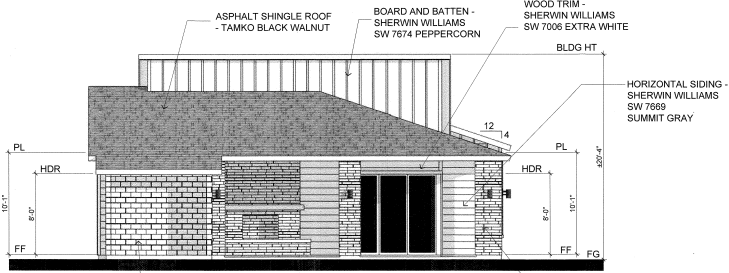 WOOD TRIM -
SHERWIN WILLIAMS
SW 7006 EXTRA WHITE
BOARD AND BATTEN -
SHERWIN WILLIAMS
SW 7674 PEPPERCORN
ASPHALT SHINGLE ROOF
- TAMKO BLACK WALNUT
BLDG HT
HORIZONTAL SIDING -
SHERWIN WILLIAMS
SW 7669
SUMMIT GRAY
12
4
PL
PL
HDR
HDR
±20'-4"
10'-1"
8'-0"
8'-0"
10'-1"
FF
FF
FG